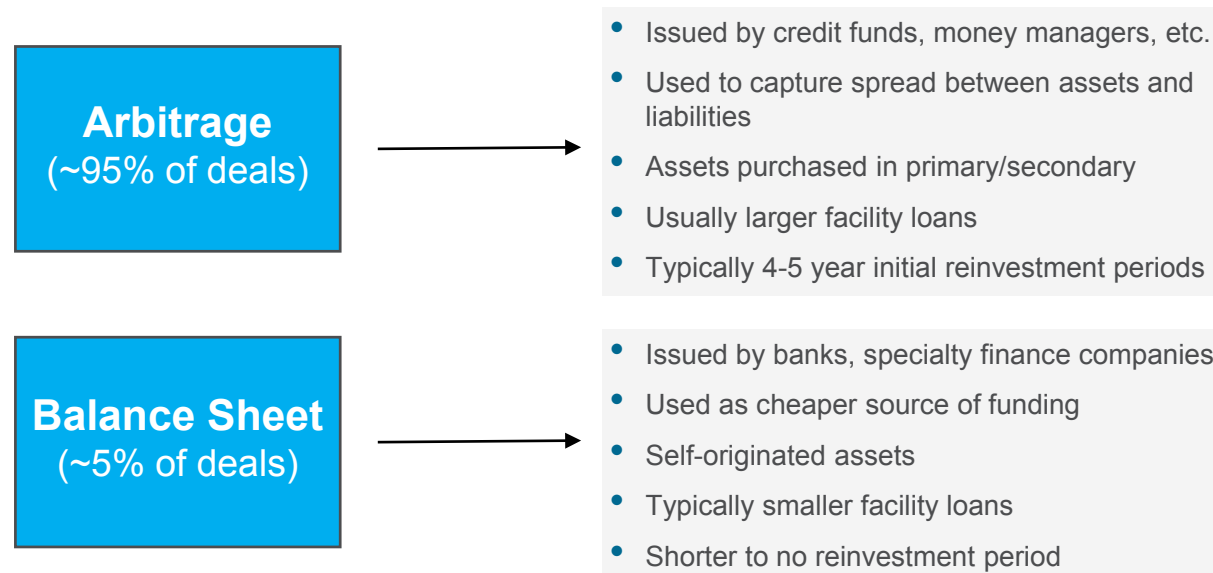 Arbitrage
(~95% of deals)
• Issued by credit funds, money managers, etc.
• Used to capture spread between assets and
liabilities
• Assets purchased in primary/secondary
• Usually larger facility loans
• Typically 4-5 year initial reinvestment periods
Balance Sheet
(~5% of deals)
• Issued by banks, specialty finance companies
• Used as cheaper source of funding
• Self-originated assets
• Typically smaller facility loans
• Shorter to no reinvestment period